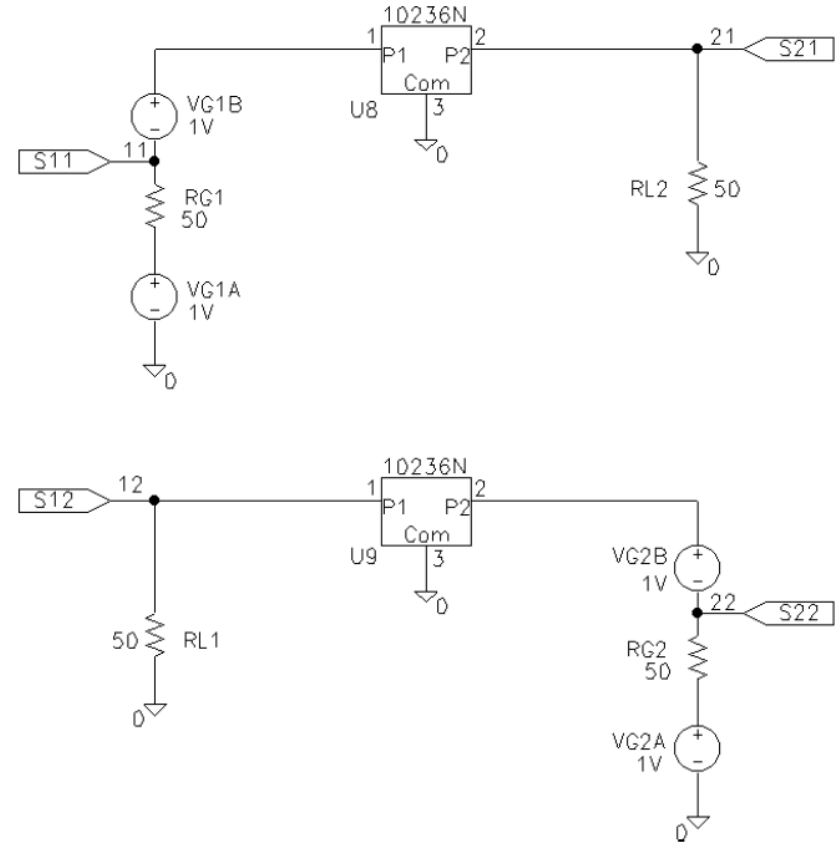 10236N
1 P1 P2 2
21 S21
Com
U8 3
0
VG1B
1V
11
S11
RG1
50
RL2 50
0
VG1A
1V
0
10236N
12
S12
1 P1 P2 2
Com
U9 3
0
VG2B
1V
22 S22
50 RL1
0
RG2
50
VG2A
1V
0